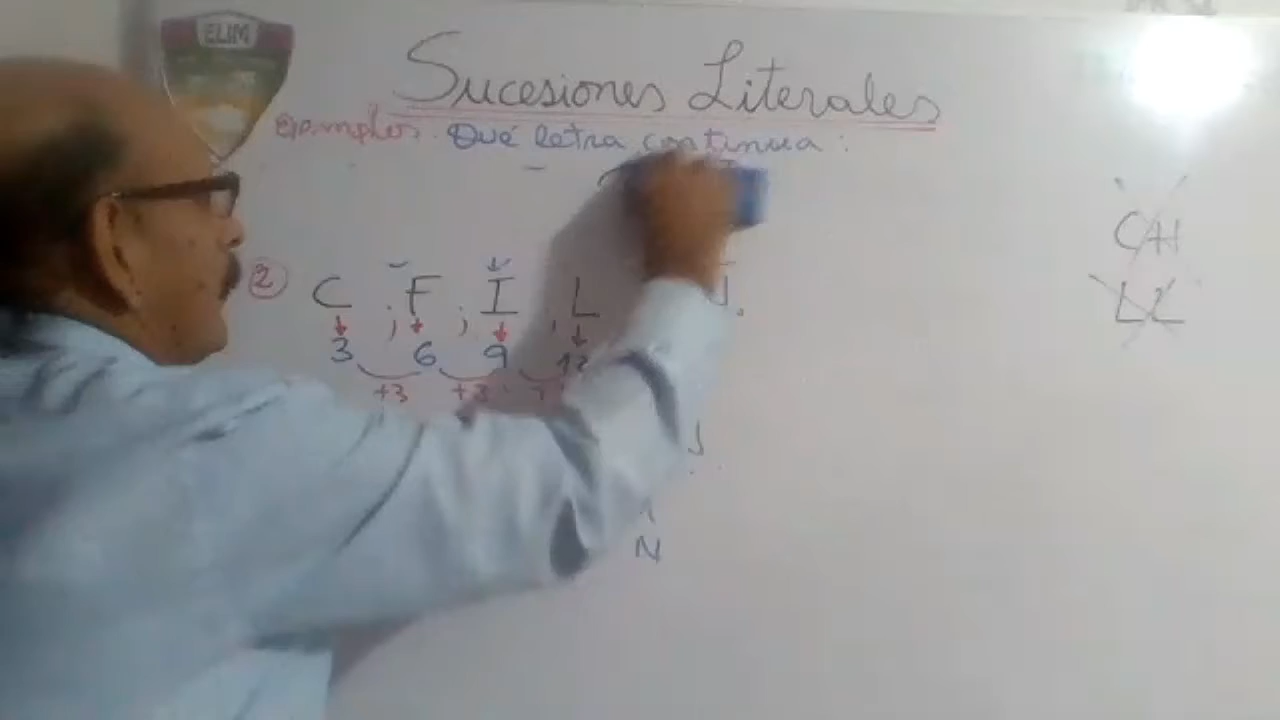 ELIM
Sucesiones Literales
Ejemplos: Qué letra continua:
CH
2 C ; F ; I , L
LL
3 6 9 12
+3 +3
N